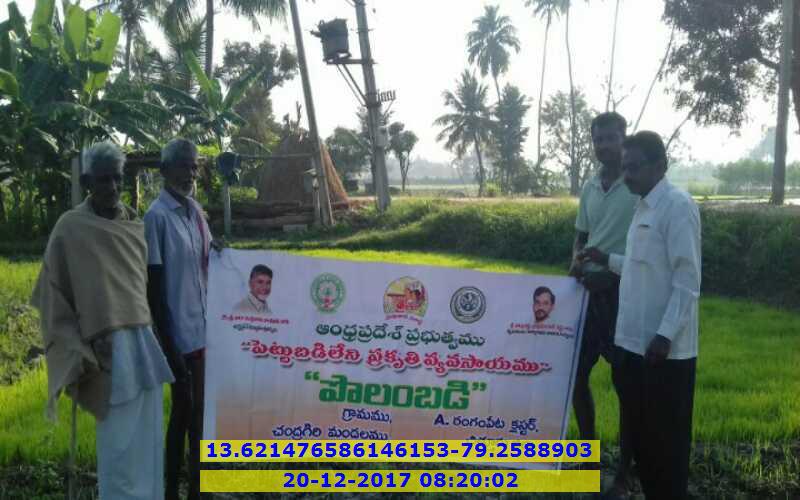 ఆంధ్రప్రదేశ్ ప్రభుత్వము
"పెట్టుబడిలేని ప్రకృతి వ్యవసాయము"
"పొలంబడి"
గ్రామము, A. రంగంపేట క్లస్టర్,
చంద్రగిరి మండలము
13.621476586146153-79.2588903
20-12-2017 08:20:02